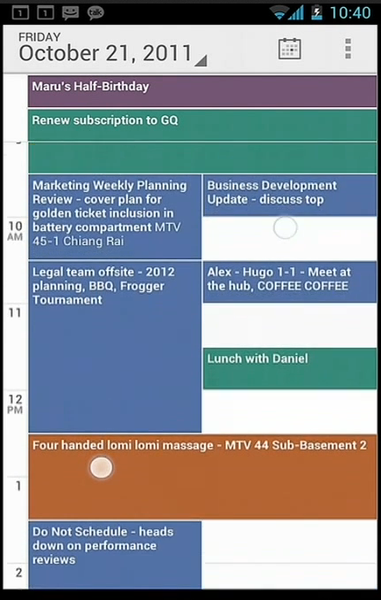 1 1 talk 10:40
FRIDAY
October 21, 2011
Maru's Half-Birthday
Renew subscription to GQ
Marketing Weekly Planning
Review - cover plan for
golden ticket inclusion in
battery compartment MTV
45-1 Chiang Rai
Business Development
Update - discuss top
10
AM
Legal team offsite - 2012
planning, BBQ, Frogger
Tournament
Alex - Hugo 1-1 - Meet at
the hub, COFFEE COFFEE
11
Lunch with Daniel
12
PM
Four handed lomi lomi massage - MTV 44 Sub-Basement 2
1
Do Not Schedule - heads
down on performance
reviews
2